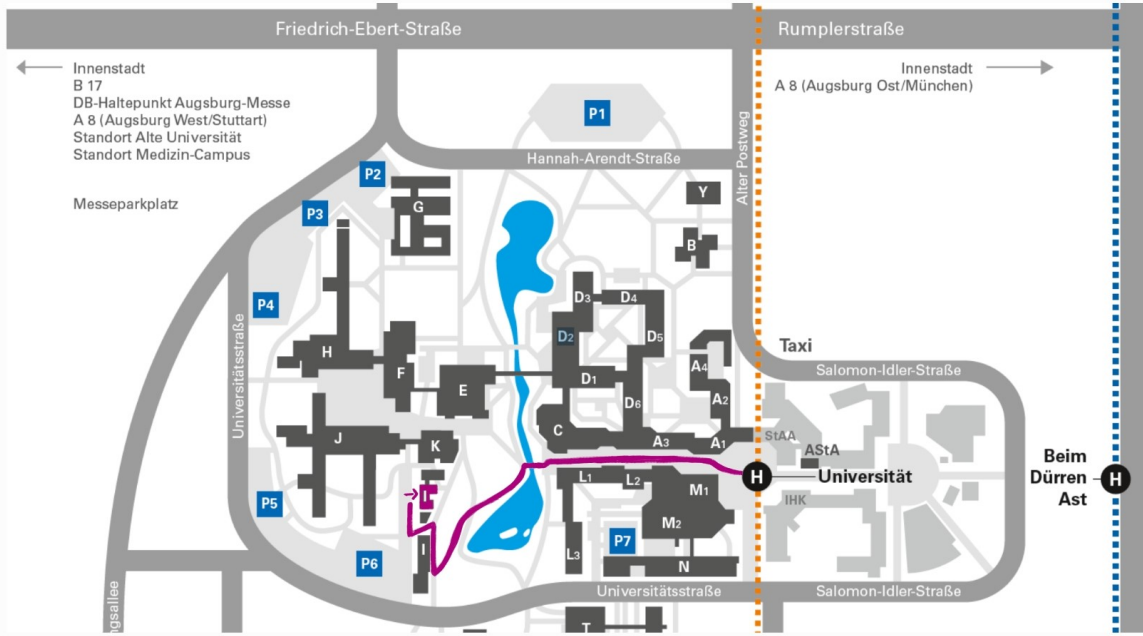 Friedrich-Ebert-Straße
Rumplerstraße
Innenstadt
B 17
DB-Haltepunkt Augsburg-Messe
A 8 (Augsburg West/Stuttart)
Standort Alte Universität
Standort Medizin-Campus
Messeparkplatz
Innenstadt
A 8 (Augsburg Ost/München)
P1
Hannah-Arendt-Straße
Alter Postweg
P2
G
Y
P3
B
P4
D3
D4
D2
D5
H
F
E
D1
D6
A4
A2
Taxi
Salomon-Idler-Straße
Universitätsstraße
J
K
C
A3
A1
StAA
AStA
H
Universität
Beim
Dürren
Ast
H
L1
L2
M1
IHK
P5
I
M2
P7
P6
I
L3
N
Universitätsstraße
Salomon-Idler-Straße
ngsallee
T